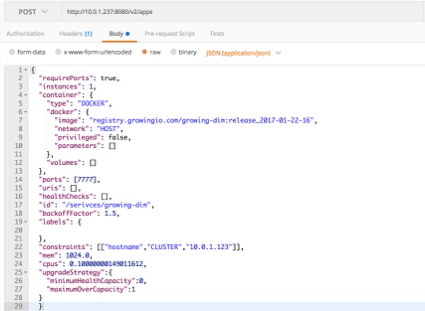 POST http://10.0.1.237:8080/v2/apps
Authorization Headers (1) Body Pre-request Script Tests
form-data x-www-form-urlencoded raw binary JSON (application/json)
1 {
2 "requirePorts": true,
3 "instances": 1,
4 "container": {
5 "type": "DOCKER",
6 "docker": {
7 "image": "registry.growingio.com/growing-dim:release_2017-01-22-16",
8 "network": "HOST",
9 "privileged": false,
10 "parameters": []
11 },
12 "volumes": []
13 },
14 "ports": [7777],
15 "uris": [],
16 "healthChecks": [],
17 "id": "/serivces/growing-dim",
18 "backoffFactor": 1.5,
19 "labels": {
20
21 },
22 "constraints": [["hostname","CLUSTER","10.0.1.123"]],
23 "mem": 1024.0,
24 "cpus": 0.10000000149011612,
25 "upgradeStrategy":{
26 "minimumHealthCapacity":0,
27 "maximumOverCapacity":1
28 }
29 }